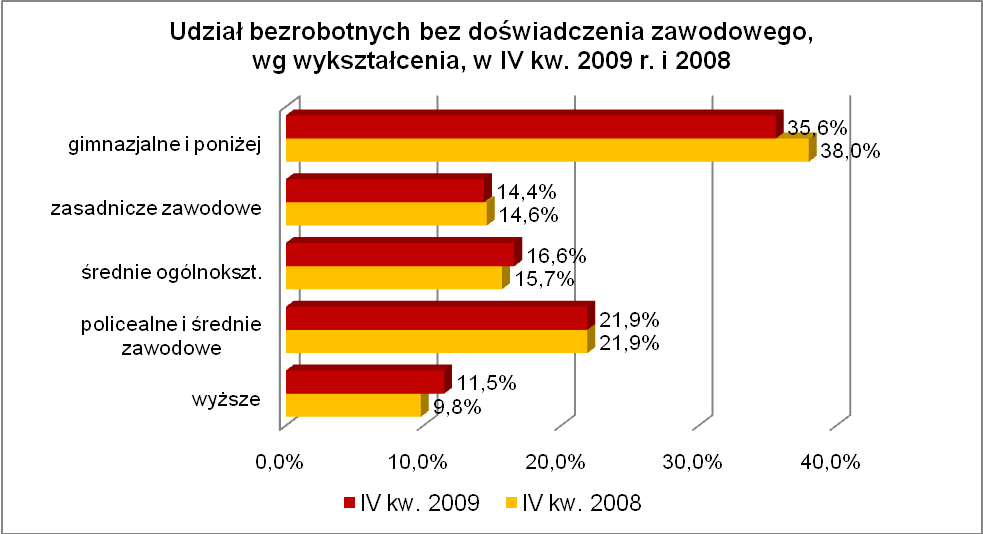 Udział bezrobotnych bez doświadczenia zawodowego,
wg wykształcenia, w IV kw. 2009 r. i 2008
gimnazjalne i poniżej
35,6%
38,0%
zasadnicze zawodowe
14,4%
14,6%
średnie ogólnokszt.
16,6%
15,7%
policealne i średnie
zawodowe
21,9%
21,9%
wyższe
11,5%
9,8%
0,0% 10,0% 20,0% 30,0% 40,0%
IV kw. 2009 IV kw. 2008